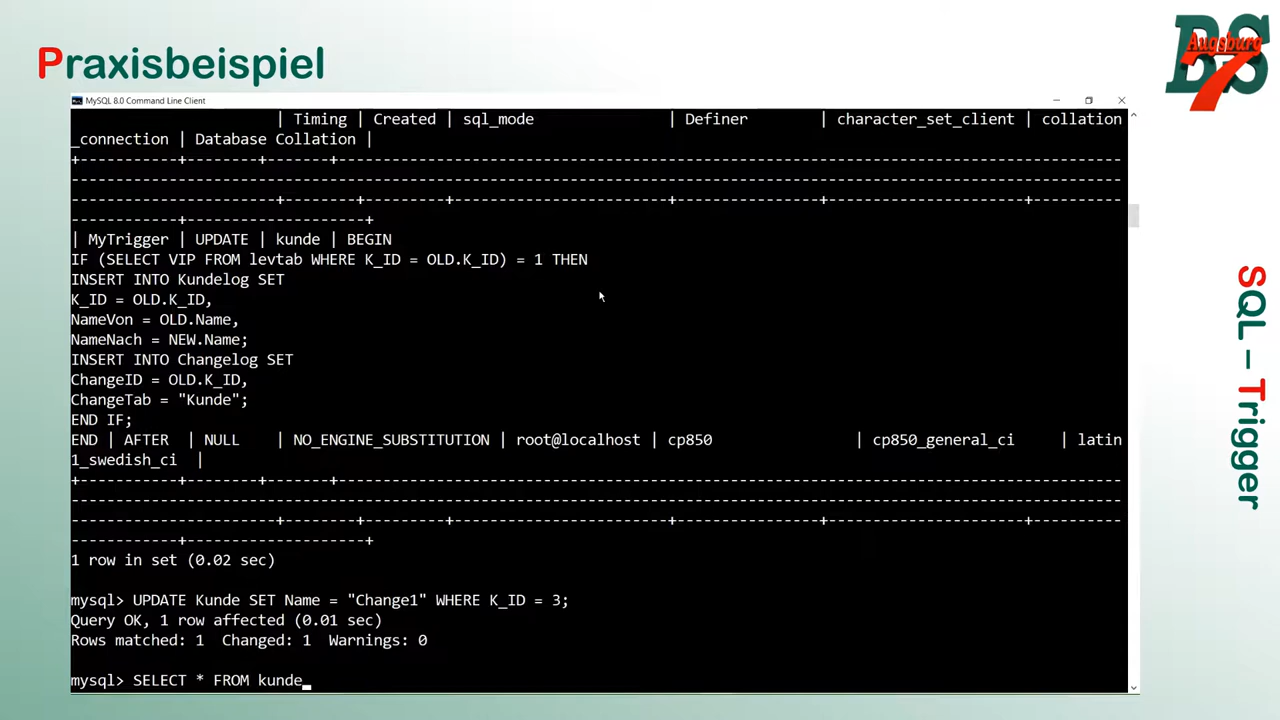 Praxisbeispiel
BS
Augsburg
7
MySQL 8.0 Command Line Client
| Timing | Created | sql_mode | Definer | character_set_client | collation
_connection | Database Collation |
+------------+---------+--------+-----------------------------------------------------------------------------------------
----------------------------------------------------------------------------------------------------------------------
-----------------------+--------+---------+------------------------+----------------+----------------------+----------
------------+--------------------+
| MyTrigger | UPDATE | kunde | BEGIN
IF (SELECT VIP FROM levtab WHERE K_ID = OLD.K_ID) = 1 THEN
INSERT INTO Kundelog SET
K_ID = OLD.K_ID,
NameVon = OLD.Name,
NameNach = NEW.Name;
INSERT INTO Changelog SET
ChangeID = OLD.K_ID,
ChangeTab = "Kunde";
END IF;
END | AFTER | NULL | NO_ENGINE_SUBSTITUTION | root@localhost | cp850 | cp850_general_ci | latin
1_swedish_ci |
+------------+---------+--------+-----------------------------------------------------------------------------------------
----------------------------------------------------------------------------------------------------------------------
-----------------------+--------+---------+------------------------+----------------+----------------------+----------
------------+--------------------+
1 row in set (0.02 sec)
mysql> UPDATE Kunde SET Name = "Change1" WHERE K_ID = 3;
Query OK, 1 row affected (0.01 sec)
Rows matched: 1 Changed: 1 Warnings: 0
mysql> SELECT * FROM kunde
SQL – Trigger